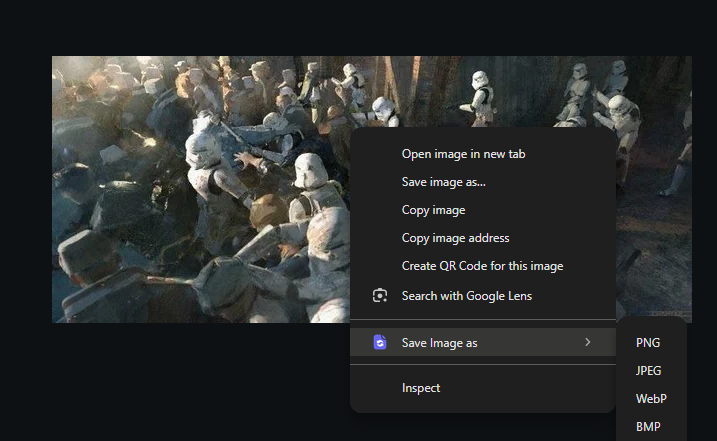 Open image in new tab
Save image as...
Copy image
Copy image address
Create QR Code for this image
Search with Google Lens
Save Image as
PNG
JPEG
WebP
BMP
Inspect